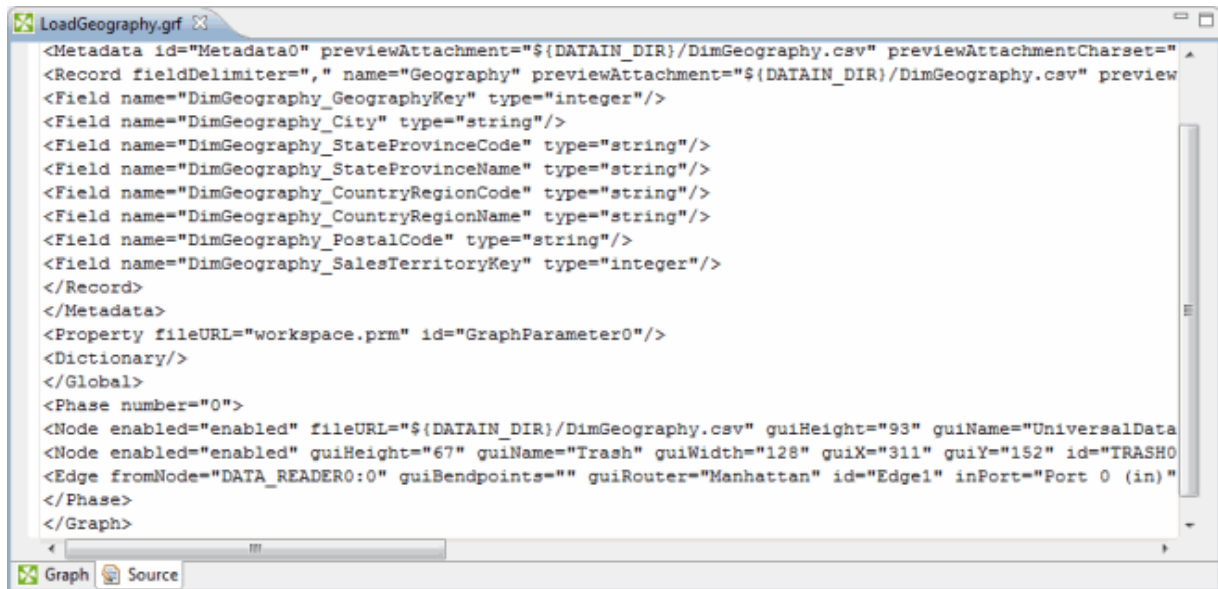 LoadGeography.grf
<Metadata id="Metadata0" previewAttachment="${DATAIN_DIR}/DimGeography.csv" previewAttachmentCharset="
<Record fieldDelimiter="," name="Geography" previewAttachment="${DATAIN_DIR}/DimGeography.csv" preview
<Field name="DimGeography_GeographyKey" type="integer"/>
<Field name="DimGeography_City" type="string"/>
<Field name="DimGeography_StateProvinceCode" type="string"/>
<Field name="DimGeography_StateProvinceName" type="string"/>
<Field name="DimGeography_CountryRegionCode" type="string"/>
<Field name="DimGeography_CountryRegionName" type="string"/>
<Field name="DimGeography_PostalCode" type="string"/>
<Field name="DimGeography_SalesTerritoryKey" type="integer"/>
</Record>
</Metadata>
<Property fileURL="workspace.prm" id="GraphParameter0"/>
<Dictionary/>
</Global>
<Phase number="0">
<Node enabled="enabled" fileURL="${DATAIN_DIR}/DimGeography.csv" guiHeight="93" guiName="UniversalData
<Node enabled="enabled" guiHeight="67" guiName="Trash" guiWidth="128" guiX="311" guiY="152" id="TRASH0
<Edge fromNode="DATA_READER0:0" guiBendpoints="" guiRouter="Manhattan" id="Edge1" inPort="Port 0 (in)"
</Phase>
</Graph>
Graph Source